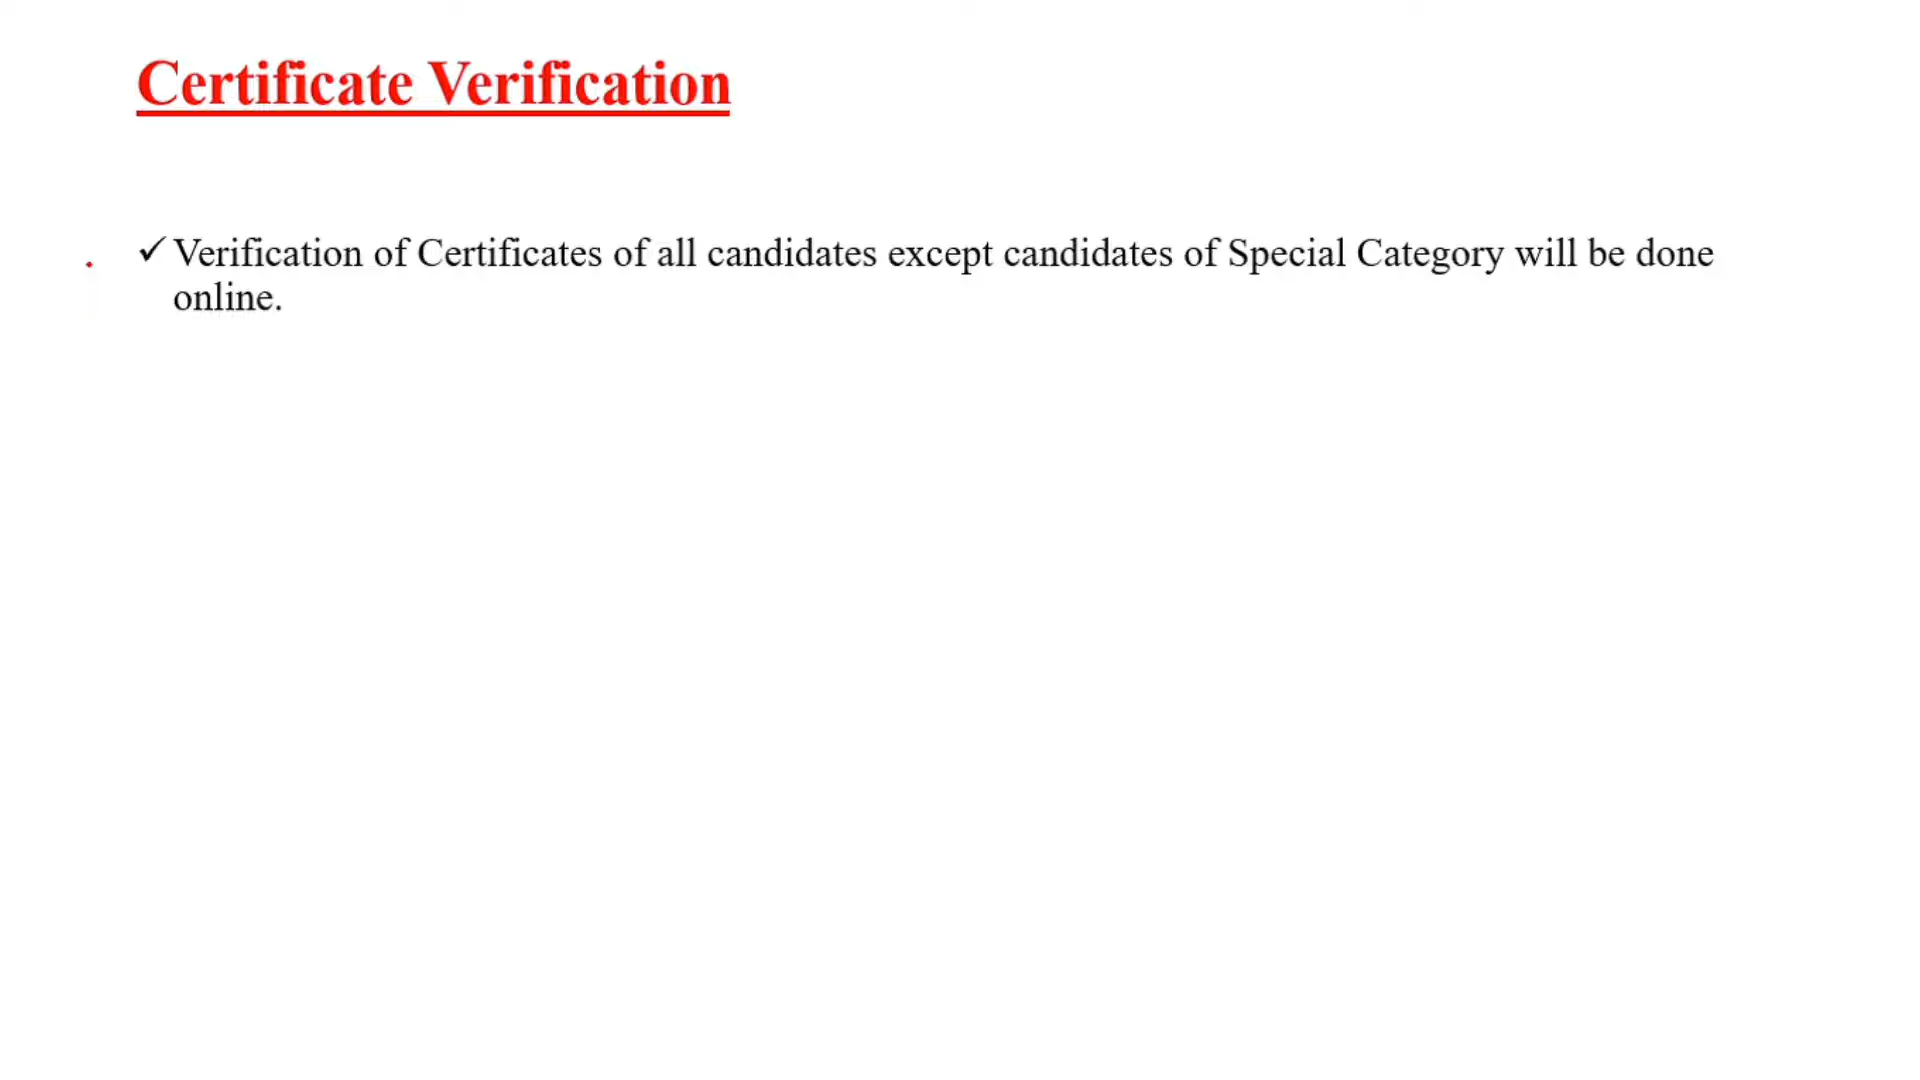 Certificate Verification
✓ Verification of Certificates of all candidates except candidates of Special Category will be done
online.